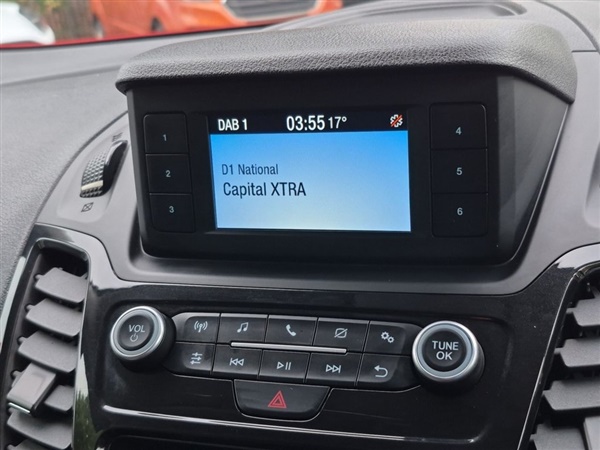 DAB 1 03:55 17°
D1 National
Capital XTRA
1
2
3
4
5
6
VOL
TUNE
OK